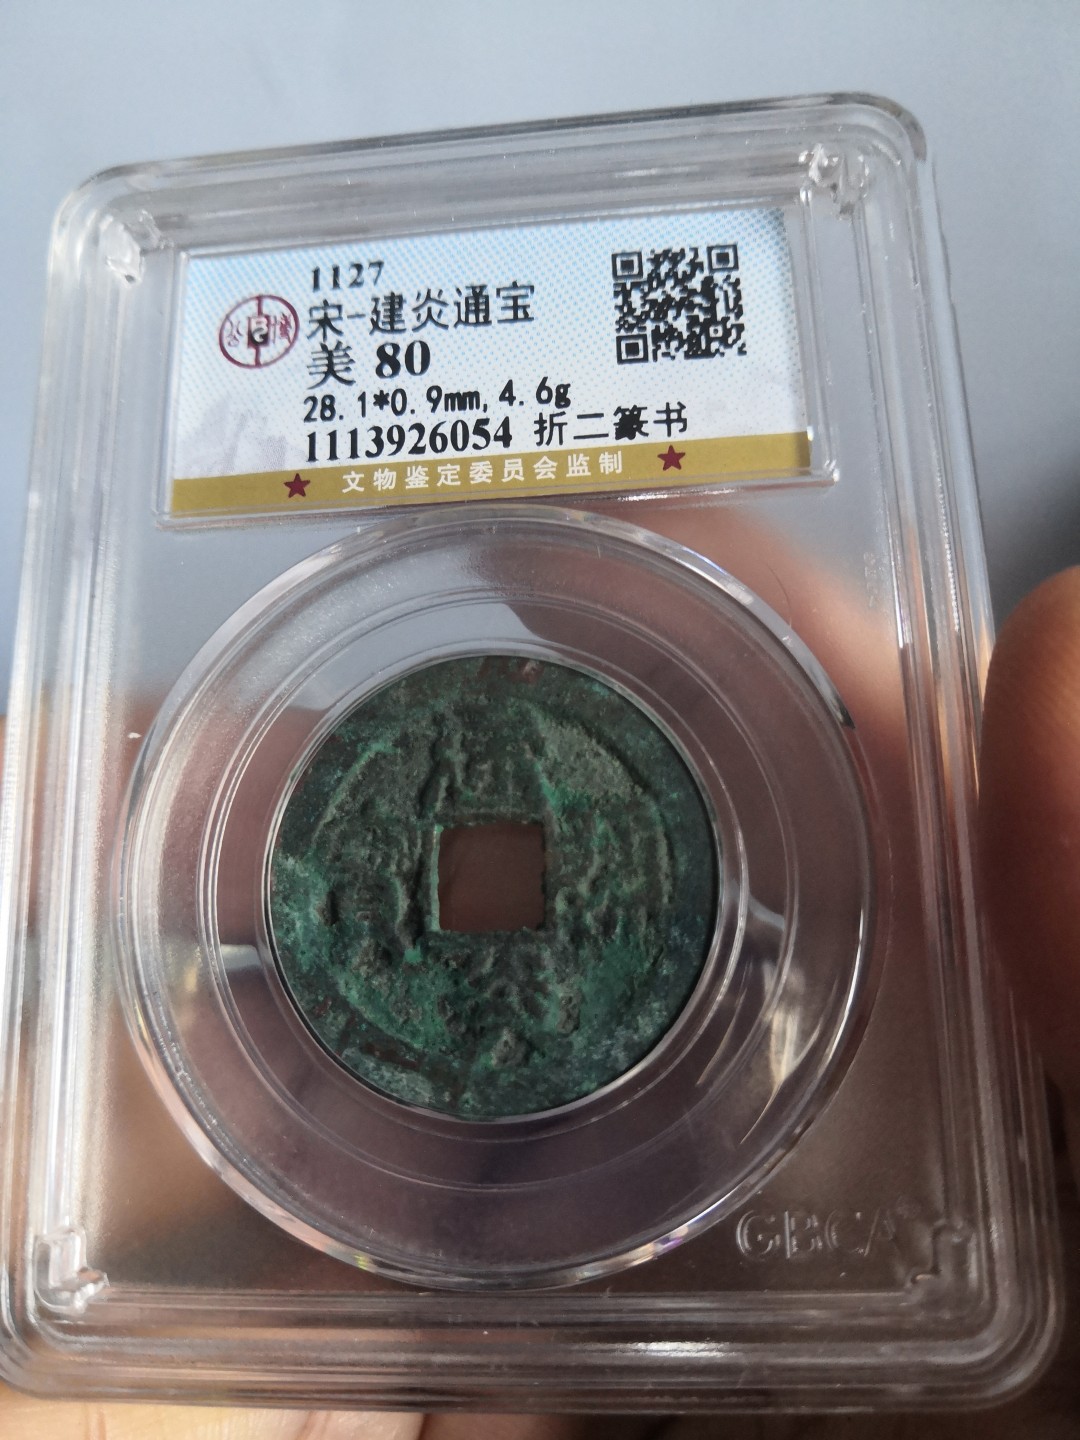 1127
宋-建炎通宝
美 80
28.1*0.9mm,4.6g
1113926054 折二篆书
★ 文物鉴定委员会监制 ★
GBCA